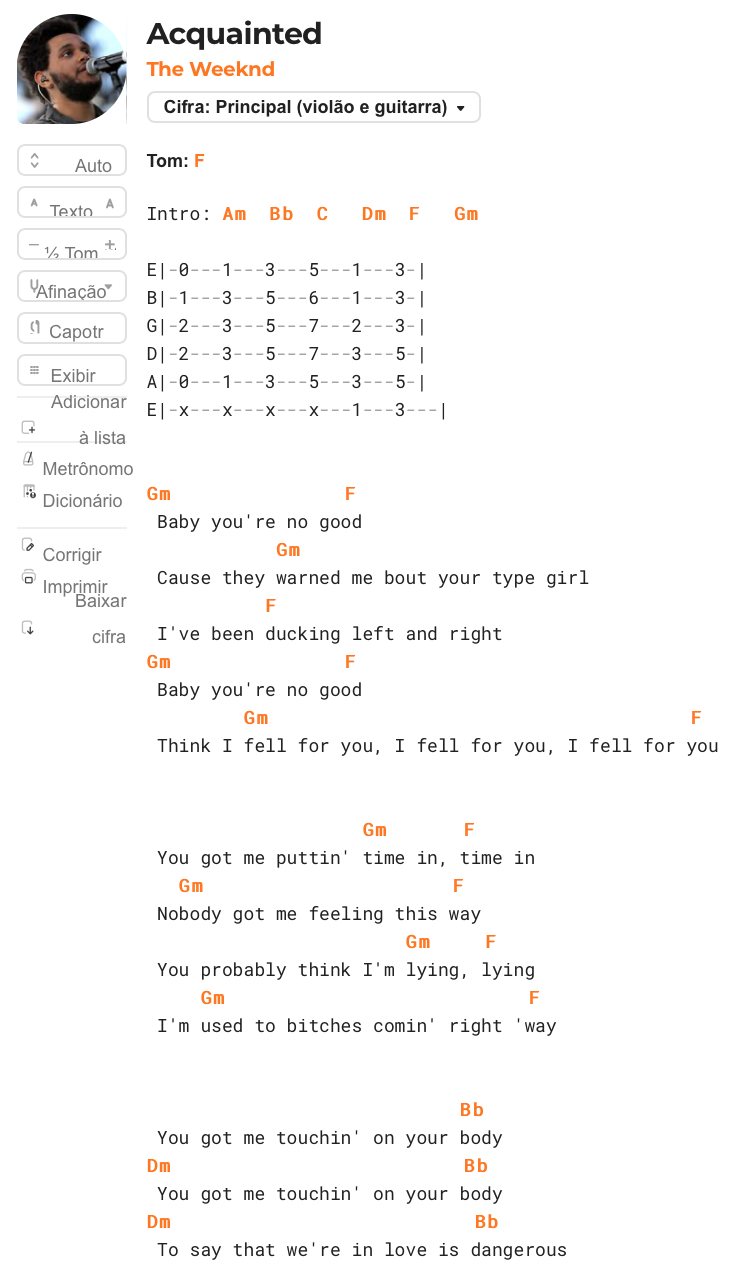 Acquainted
The Weeknd
Cifra: Principal (violão e guitarra)
Auto
A Texto A
½ Tom
Afinação
Capotr
Exibir
Adicionar
à lista
Metrônomo
Dicionário
Corrigir
Imprimir
Baixar
cifra
Tom: F
Intro: Am  Bb  C   Dm  F   Gm
E|-0---1---3---5---1---3-|
B|-1---3---5---6---1---3-|
G|-2---3---5---7---2---3-|
D|-2---3---5---7---3---5-|
A|-0---1---3---5---3---5-|
E|-x---x---x---x---1---3---|
Gm                F
Baby you're no good
Gm
Cause they warned me bout your type girl
F
I've been ducking left and right
Gm                F
Baby you're no good
Gm                                       F
Think I fell for you, I fell for you, I fell for you
Gm       F
You got me puttin' time in, time in
Gm                       F
Nobody got me feeling this way
Gm     F
You probably think I'm lying, lying
Gm                            F
I'm used to bitches comin' right 'way
Bb
You got me touchin' on your body
Dm                           Bb
You got me touchin' on your body
Dm                            Bb
To say that we're in love is dangerous